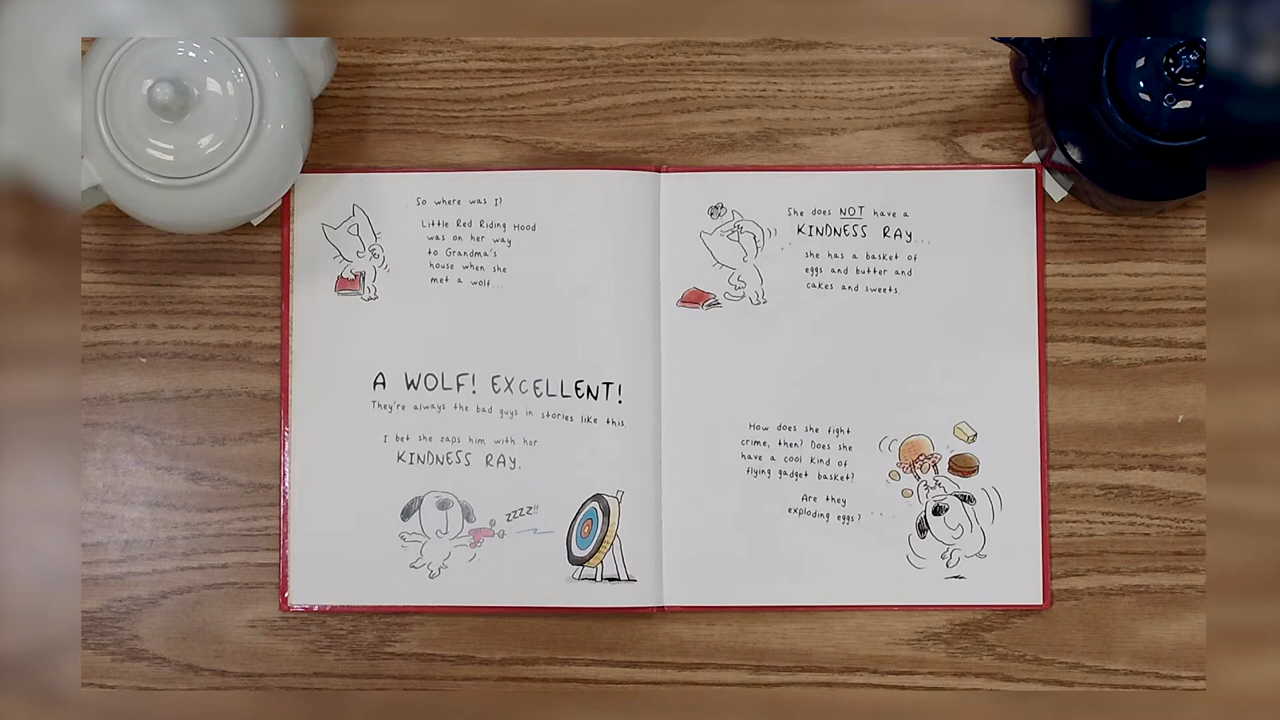 So where was I?
Little Red Riding Hood
was on her way
to Grandma's
house when she
met a wolf...
A WOLF! EXCELLENT!
They're always the bad guys in stories like this.
I bet she zaps him with her
KINDNESS RAY.
ZZZZ!!
She does NOT have a
KINDNESS RAY...
she has a basket of
eggs and butter and
cakes and sweets.
How does she fight
crime, then? Does she
have a cool kind of
flying gadget basket?
Are they
exploding eggs?